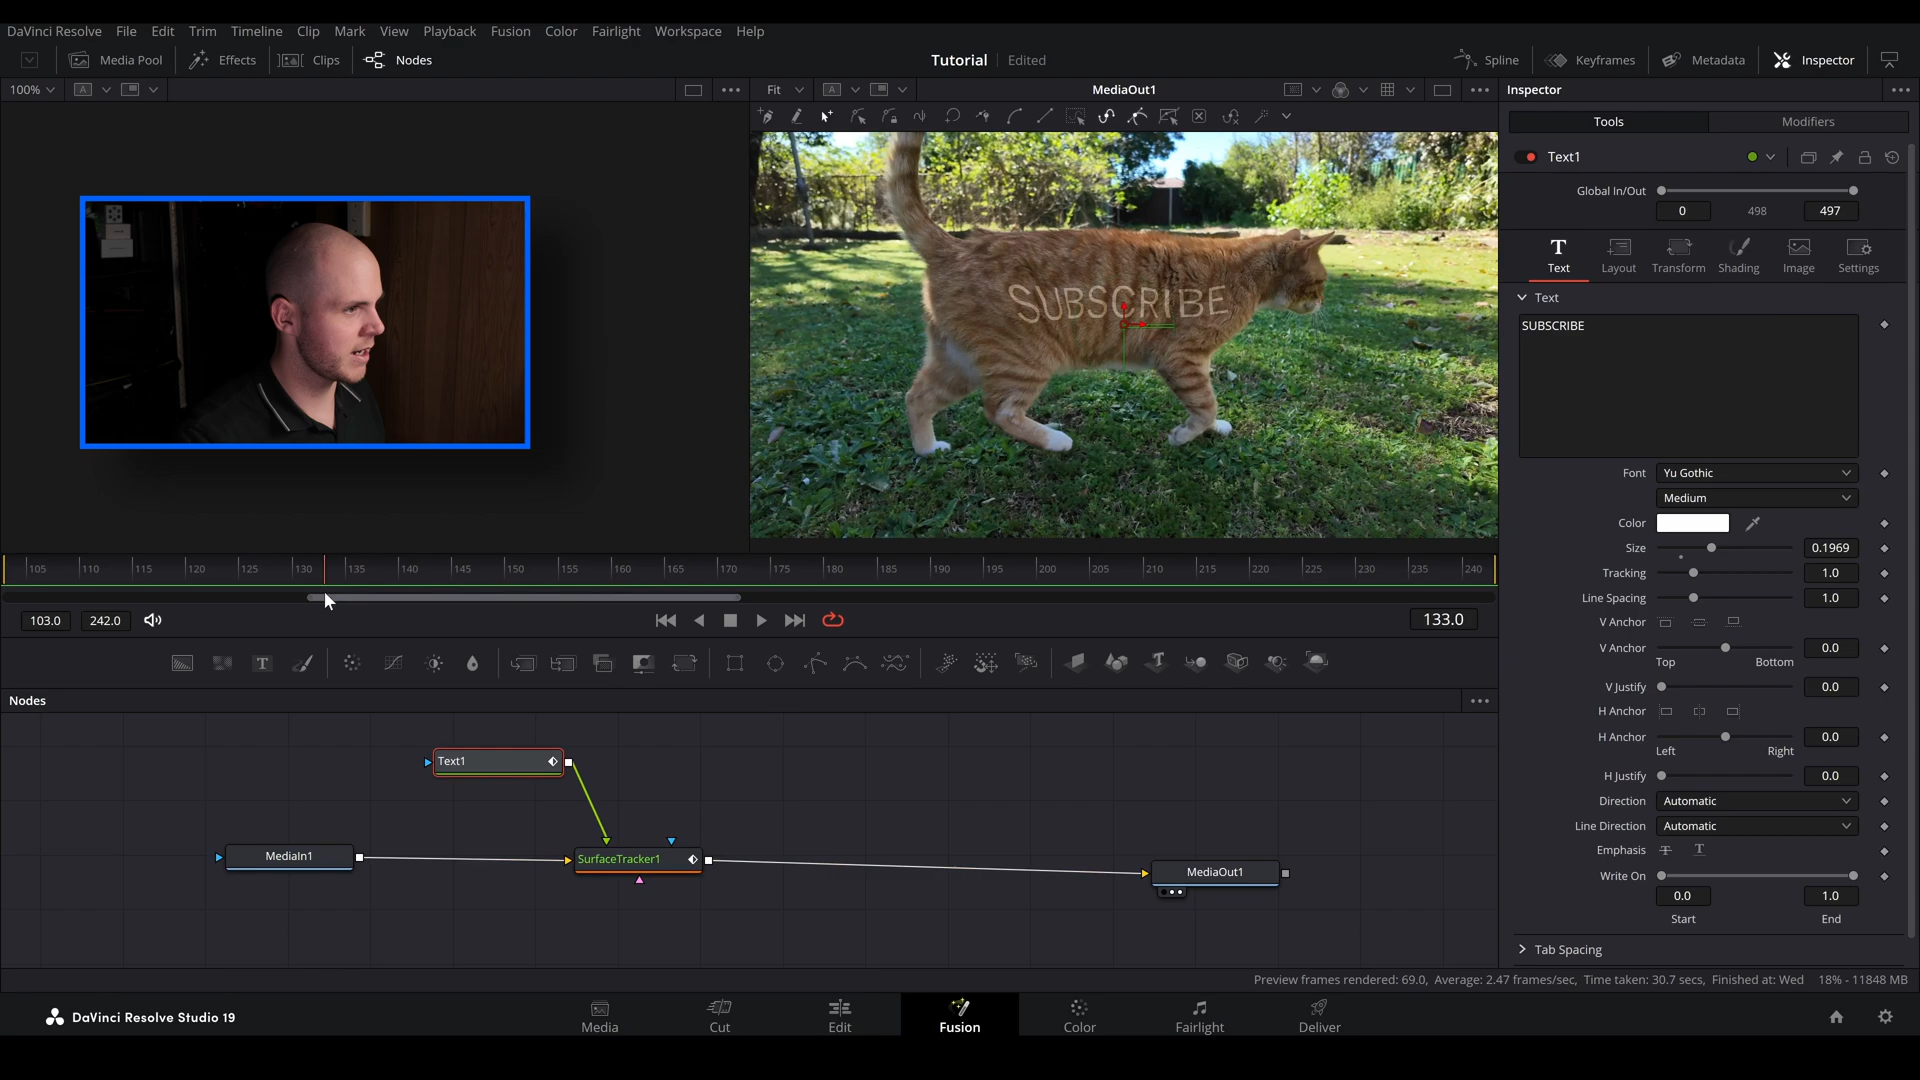 DaVinci Resolve File Edit Trim Timeline Clip Mark View Playback Fusion Color Fairlight Workspace Help
Media Pool Effects Clips Nodes Tutorial Edited Spline Keyframes Metadata Inspector
100% A Fit A MediaOut1 Inspector
Tools Modifiers
Text1
Global In/Out
0 498 497
T
Text Layout Transform Shading Image Settings
Text
SUBSCRIBE
SUBSCRIBE
Font Yu Gothic
Medium
Color
Size 0.1969
Tracking 1.0
Line Spacing 1.0
V Anchor
V Anchor 0.0
Top Bottom
V Justify 0.0
H Anchor
H Anchor 0.0
Left Right
H Justify 0.0
Direction Automatic
Line Direction Automatic
Emphasis T T
Write On
0.0 1.0
Start End
Tab Spacing
105 110 115 120 125 130 135 140 145 150 155 160 165 170 175 180 185 190 195 200 205 210 215 220 225 230 235 240
103.0 242.0 133.0
T T
Nodes
Text1
MediaIn1 SurfaceTracker1 MediaOut1
Preview frames rendered: 69.0, Average: 2.47 frames/sec, Time taken: 30.7 secs, Finished at: Wed 18% - 11848 MB
DaVinci Resolve Studio 19
Media Cut Edit Fusion Color Fairlight Deliver